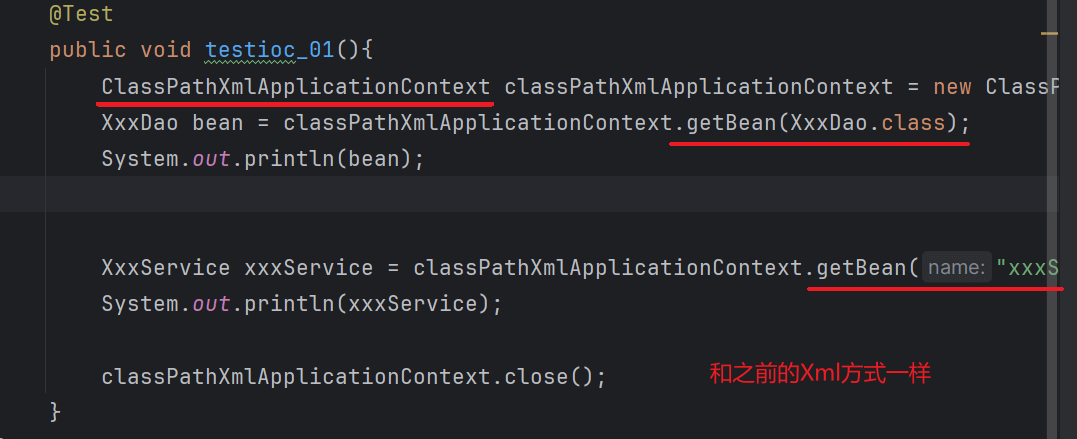 @Test
public void testioc_01(){
ClassPathXmlApplicationContext classPathXmlApplicationContext = new ClassP
XxxDao bean = classPathXmlApplicationContext.getBean(XxxDao.class);
System.out.println(bean);
XxxService xxxService = classPathXmlApplicationContext.getBean( name: "xxxS
System.out.println(xxxService);
classPathXmlApplicationContext.close();
和之前的Xml方式一样
}